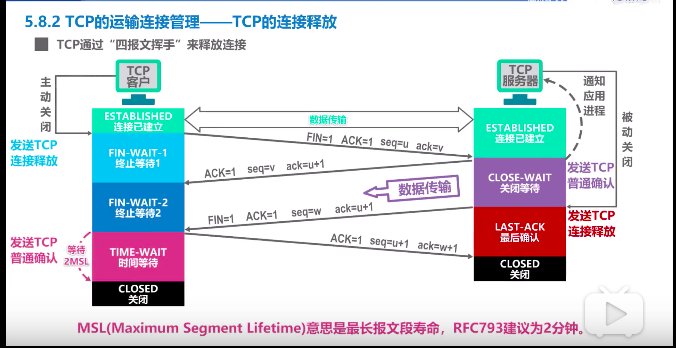 5.8.2 TCP的运输连接管理——TCP的连接释放
TCP通过“四报文挥手”来释放连接
主动关闭
TCP
客户
TCP
服务器
通知
应用
进程
被动关闭
ESTABLISHED
连接已建立
数据传输
ESTABLISHED
连接已建立
发送TCP
连接释放
FIN=1 ACK=1 seq=u ack=v
FIN-WAIT-1
终止等待1
ACK=1 seq=v ack=u+1
CLOSE-WAIT
关闭等待
发送TCP
普通确认
数据传输
FIN-WAIT-2
终止等待2
FIN=1 ACK=1 seq=w ack=u+1
发送TCP
连接释放
LAST-ACK
最后确认
发送TCP
普通确认
等待
2MSL
TIME-WAIT
时间等待
ACK=1 seq=u+1 ack=w+1
CLOSED
关闭
CLOSED
关闭
MSL(Maximum Segment Lifetime)意思是最长报文段寿命，RFC793建议为2分钟。